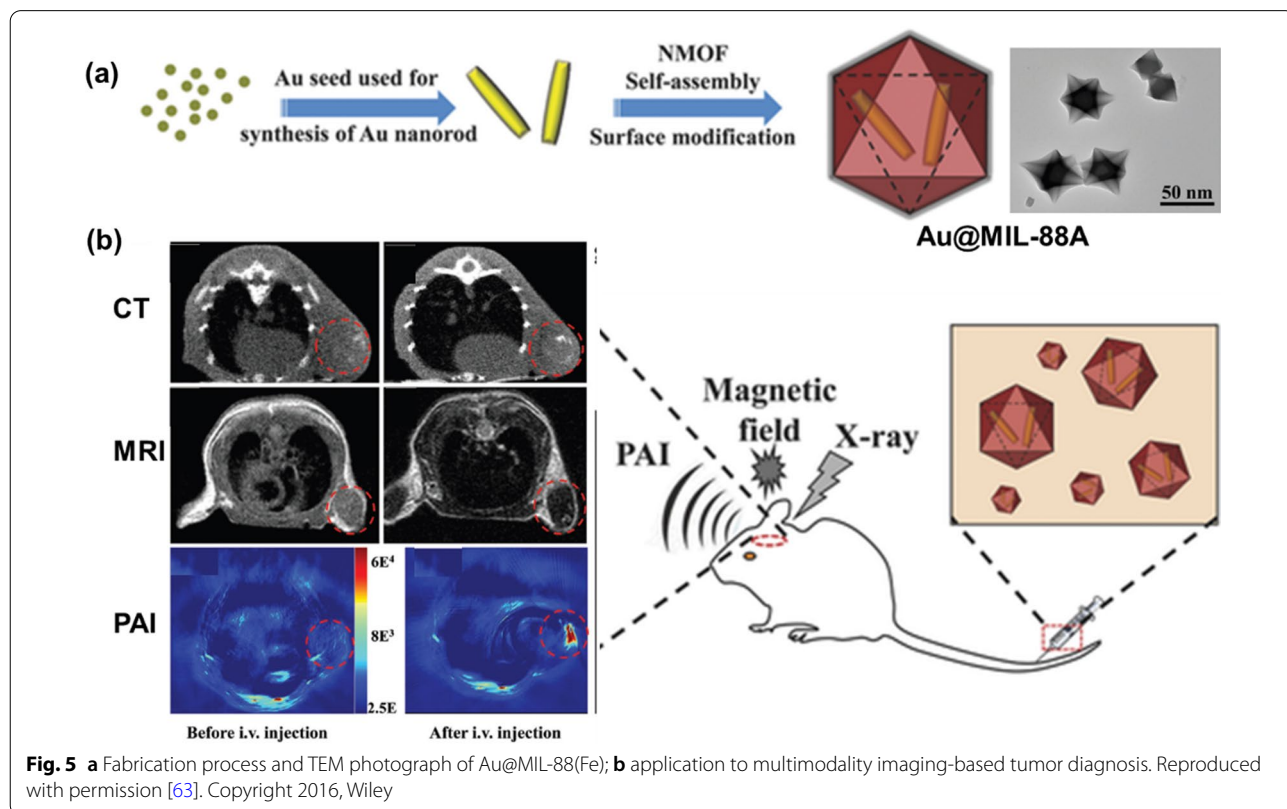 (a)
Au seed used for
synthesis of Au nanorod
NMOF
Self-assembly
Surface modification
50 nm
Au@MIL-88A
(b)
CT
MRI
PAI
6E⁴
8E³
2.5E
Before i.v. injection
After i.v. injection
PAI
Magnetic
field
X-ray
Fig. 5 a Fabrication process and TEM photograph of Au@MIL-88(Fe); b application to multimodality imaging-based tumor diagnosis. Reproduced
with permission [63]. Copyright 2016, Wiley